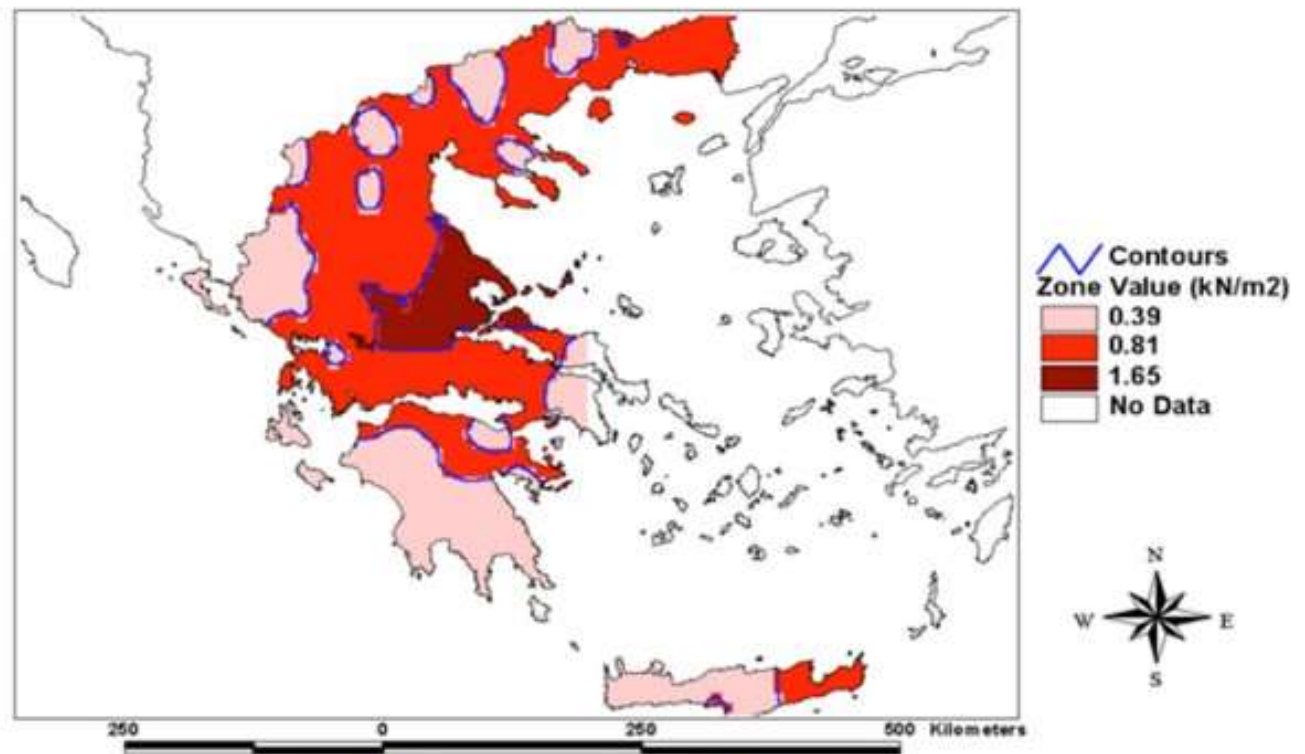 Contours
Zone Value (kN/m2)
0.39
0.81
1.65
No Data
N
W E
S
250 0 250 500 Kilometers